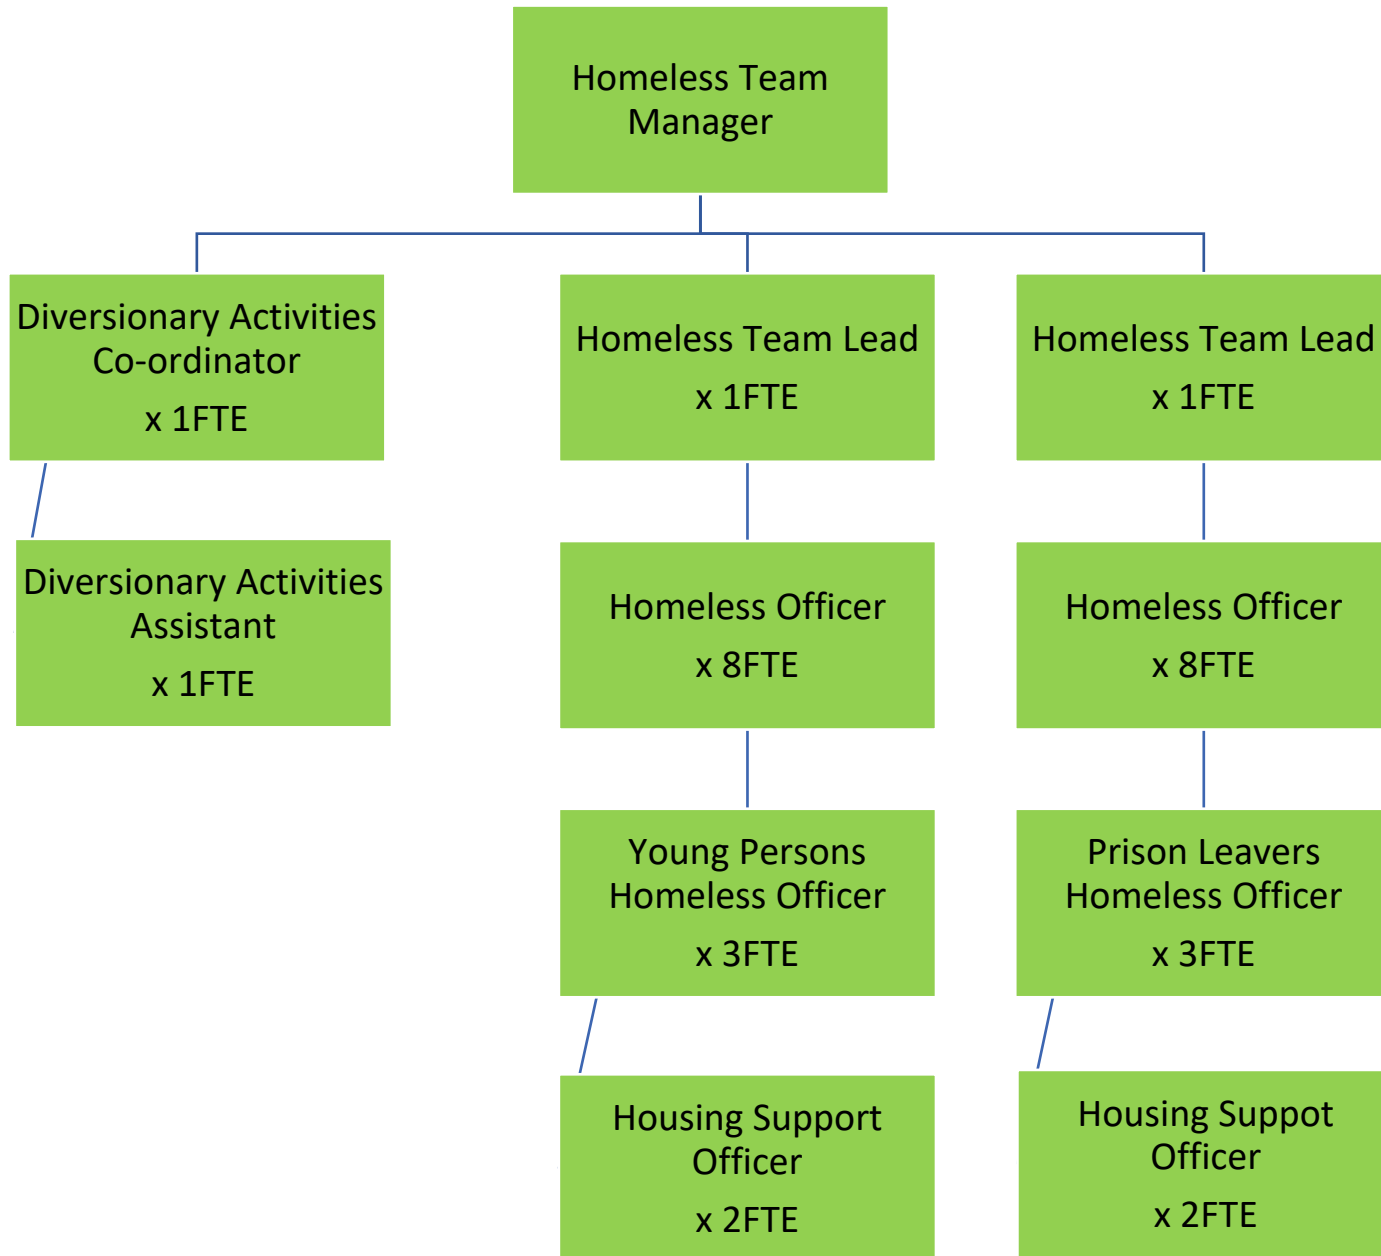 Homeless Team
Manager
Diversionary Activities
Co-ordinator
x 1FTE
Homeless Team Lead
x 1FTE
Homeless Team Lead
x 1FTE
Diversionary Activities
Assistant
x 1FTE
Homeless Officer
x 8FTE
Homeless Officer
x 8FTE
Young Persons
Homeless Officer
x 3FTE
Prison Leavers
Homeless Officer
x 3FTE
Housing Support
Officer
x 2FTE
Housing Suppot
Officer
x 2FTE